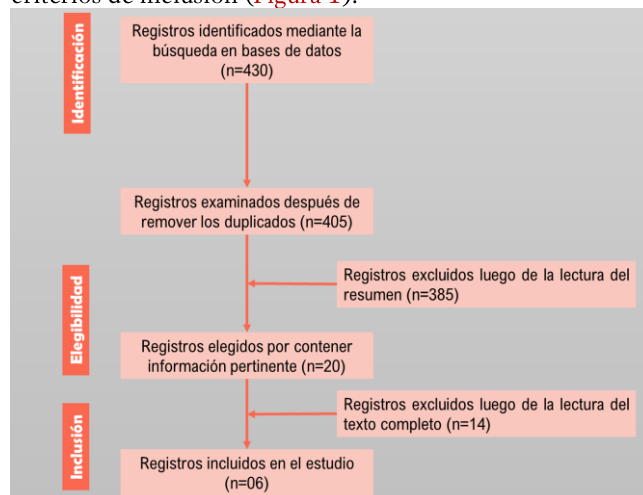 criterios de inclusión (Figura 1).
Identificación
Registros identificados mediante la
búsqueda en bases de datos
(n=430)
Registros examinados después de
remover los duplicados (n=405)
Elegibilidad
Registros excluidos luego de la lectura del
resumen (n=385)
Registros elegidos por contener
información pertinente (n=20)
Inclusión
Registros excluidos luego de la lectura del
texto completo (n=14)
Registros incluidos en el estudio
(n=06)